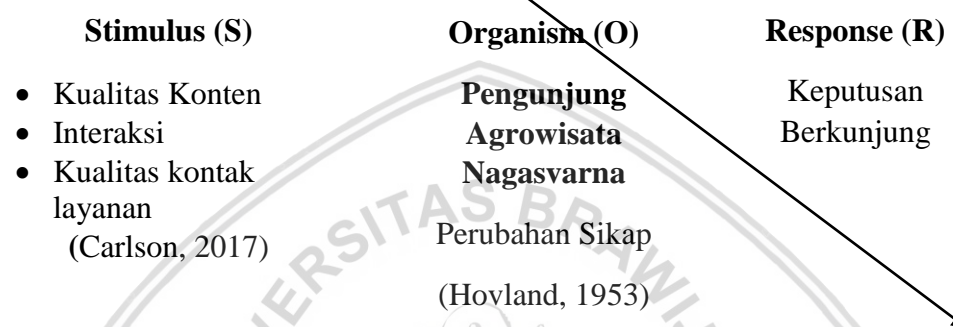 Stimulus (S)
• Kualitas Konten
• Interaksi
• Kualitas kontak
layanan
(Carlson, 2017)
Organism (O)
Pengunjung
Agrowisata
Nagasvarna
Perubahan Sikap
(Hovland, 1953)
Response (R)
Keputusan
Berkunjung